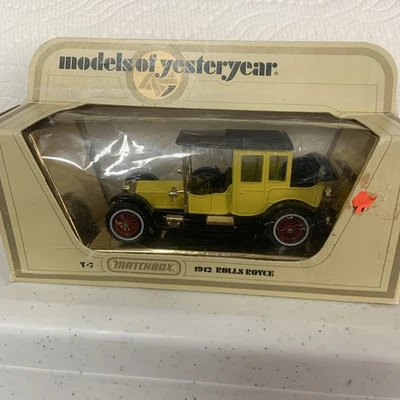 models of yesteryear®
Y-7 MATCHBOX® 1912 ROLLS ROYCE